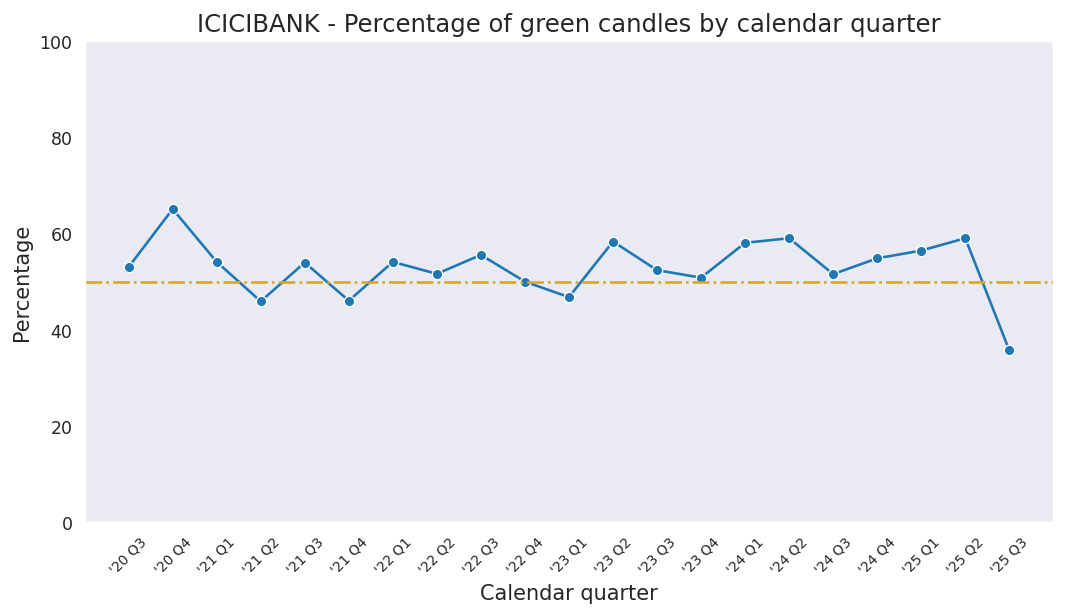 ICICIBANK - Percentage of green candles by calendar quarter
Percentage
100
80
60
40
20
0
'20 Q3
'20 Q4
'21 Q1
'21 Q2
'21 Q3
'21 Q4
'22 Q1
'22 Q2
'22 Q3
'22 Q4
'23 Q1
'23 Q2
'23 Q3
'23 Q4
'24 Q1
'24 Q2
'24 Q3
'24 Q4
'25 Q1
'25 Q2
'25 Q3
Calendar quarter